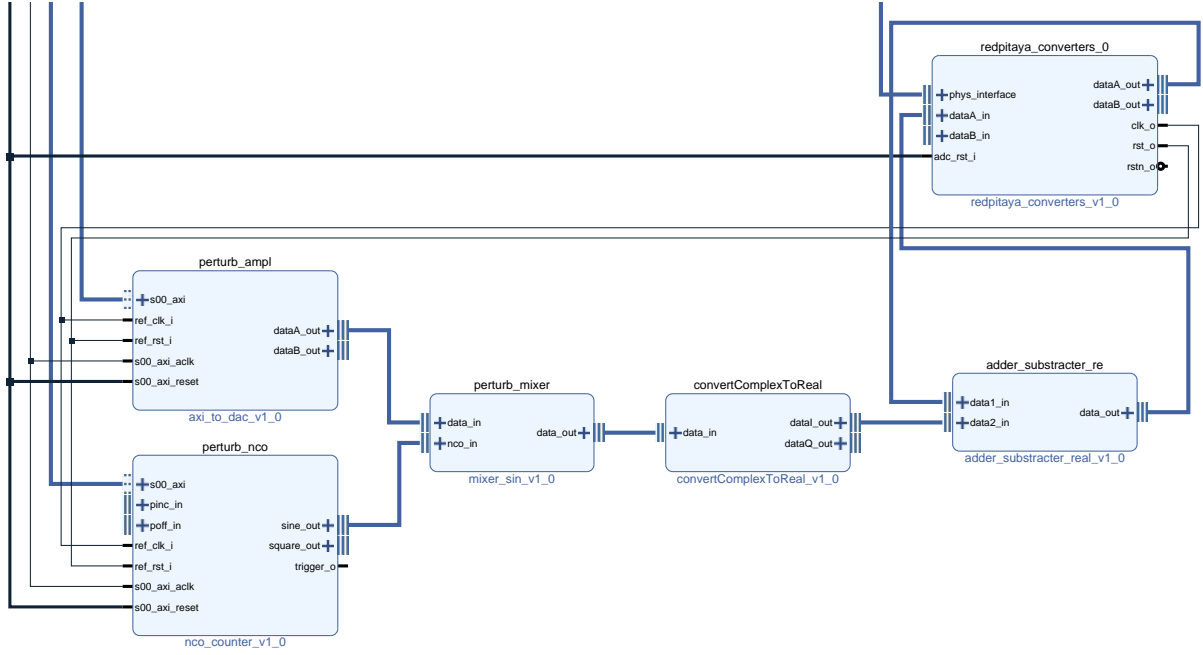 redpitaya_converters_0
phys_interface
dataA_in
dataB_in
adc_rst_i
dataA_out
dataB_out
clk_o
rst_o
rstn_o
redpitaya_converters_v1_0
perturb_ampl
s00_axi
ref_clk_i
ref_rst_i
s00_axi_aclk
s00_axi_reset
dataA_out
dataB_out
axi_to_dac_v1_0
perturb_nco
s00_axi
pinc_in
poff_in
ref_clk_i
ref_rst_i
s00_axi_aclk
s00_axi_reset
sine_out
square_out
trigger_o
nco_counter_v1_0
perturb_mixer
data_in
nco_in
data_out
mixer_sin_v1_0
convertComplexToReal
data_in
dataI_out
dataQ_out
convertComplexToReal_v1_0
adder_substracter_re
data1_in
data2_in
data_out
adder_substracter_real_v1_0